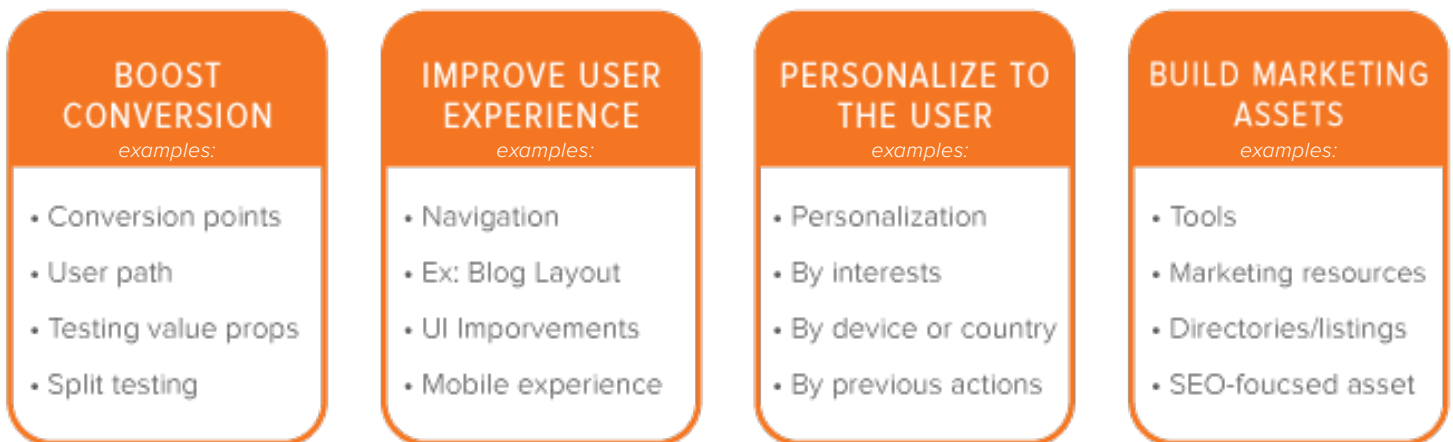 BOOST
CONVERSION
examples:
• Conversion points
• User path
• Testing value props
• Split testing
IMPROVE USER
EXPERIENCE
examples:
• Navigation
• Ex: Blog Layout
• UI Imporvements
• Mobile experience
PERSONALIZE TO
THE USER
examples:
• Personalization
• By interests
• By device or country
• By previous actions
BUILD MARKETING
ASSETS
examples:
• Tools
• Marketing resources
• Directories/listings
• SEO-foucsed asset